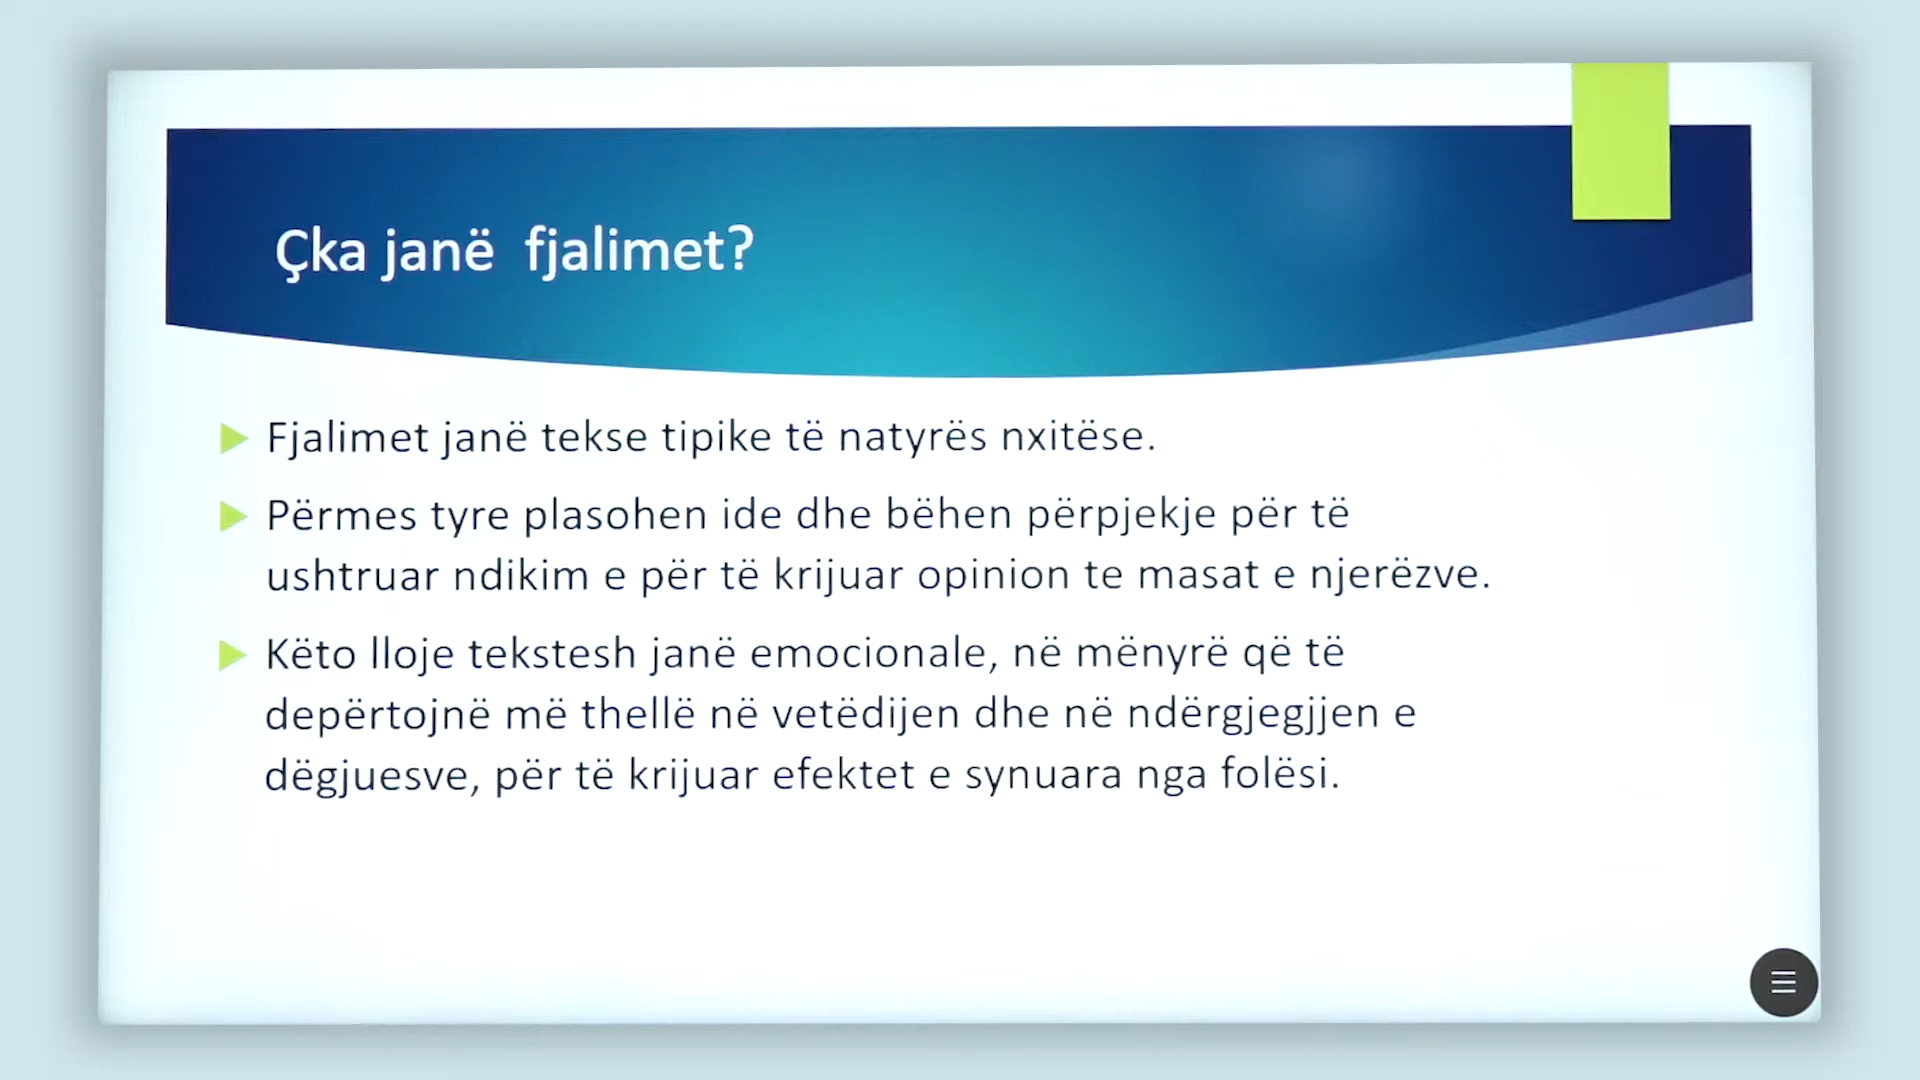 Çka janë fjalimet?
Fjalimet janë tekse tipike të natyrës nxitëse.
Përmes tyre plasohen ide dhe bëhen përpjekje për të
ushtruar ndikim e për të krijuar opinion te masat e njerëzve.
Këto lloje tekstesh janë emocionale, në mënyrë që të
depërtojnë më thellë në vetëdijen dhe në ndërgjegjjen e
dëgjuesve, për të krijuar efektet e synuara nga folësi.